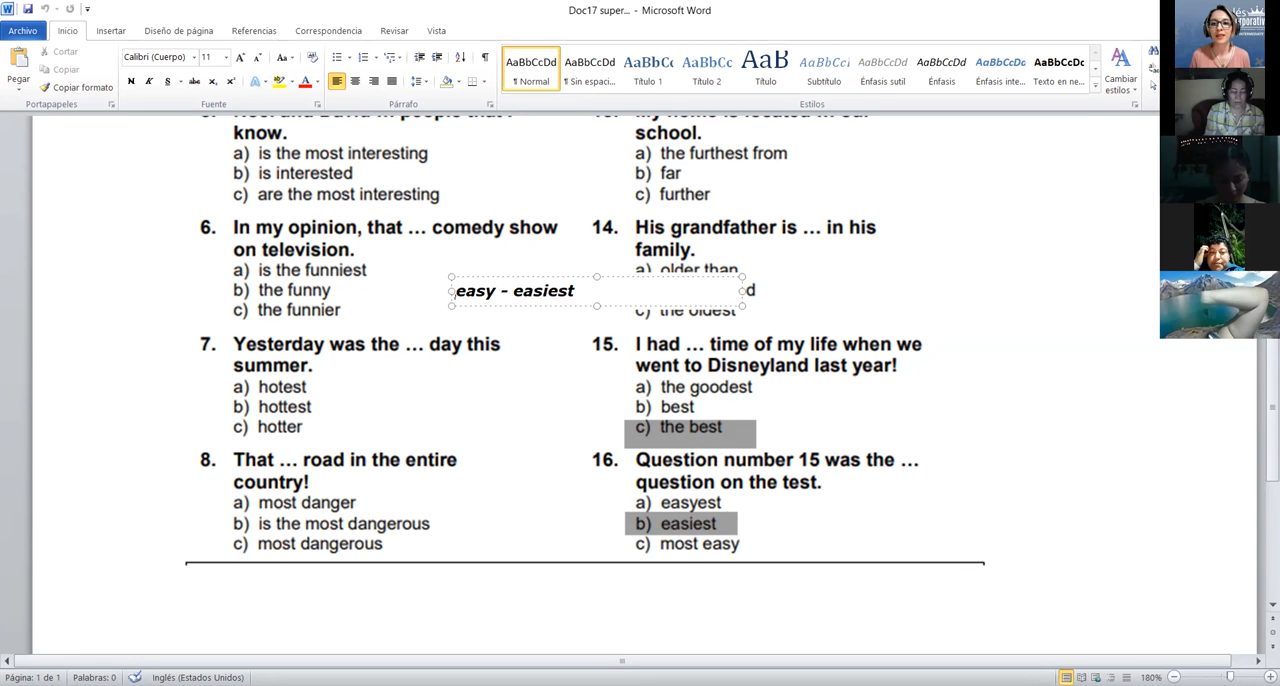 Doc17 super... - Microsoft Word
Archivo Inicio Insertar Diseño de página Referencias Correspondencia Revisar Vista
Pegar
Cortar
Copiar
Copiar formato
Portapapeles
Calibri (Cuerpo) 11
Fuente
Párrafo
AaBbCcDd AaBbCcDd AaBbCc AaBbCc AaB AaBbCcI AaBbCcDd AaBbCcDd AaBbCcDd AaBbCcDc
¶ Normal ¶ Sin espaci... Título 1 Título 2 Título Subtítulo Énfasis sutil Énfasis Énfasis inte... Texto en ne...
Estilos
Cambiar estilos
know.
a) is the most interesting
b) is interested
c) are the most interesting
6. In my opinion, that ... comedy show
on television.
a) is the funniest
b) the funny
c) the funnier
7. Yesterday was the ... day this
summer.
a) hotest
b) hottest
c) hotter
8. That ... road in the entire
country!
a) most danger
b) is the most dangerous
c) most dangerous
school.
a) the furthest from
b) far
c) further
14. His grandfather is ... in his
family.
a) older than
easy - easiest
d
c) the oldest
15. I had ... time of my life when we
went to Disneyland last year!
a) the goodest
b) best
c) the best
16. Question number 15 was the ...
question on the test.
a) easyest
b) easiest
c) most easy
Página: 1 de 1 Palabras: 0 Inglés (Estados Unidos) 180%